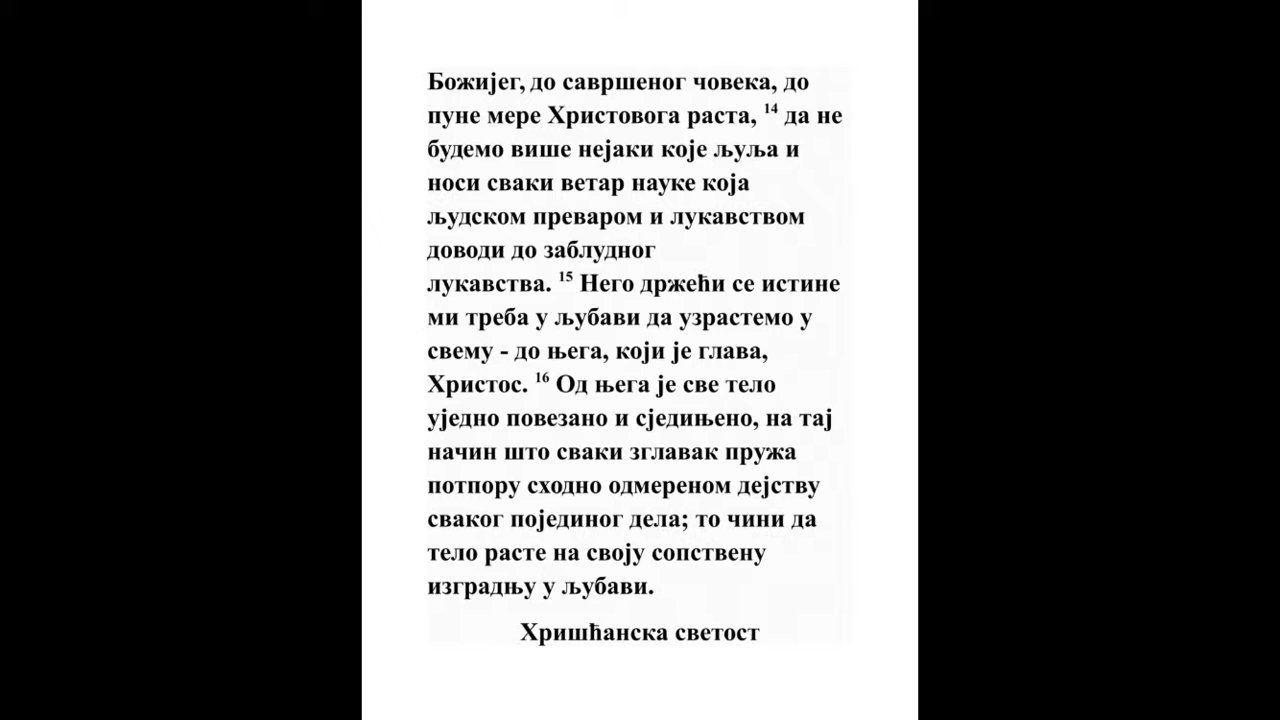 Божијег, до савршеног човека, до
пуне мере Христовога раста, ¹⁴ да не
будемо више нејаки које љуља и
носи сваки ветар науке која
људском преваром и лукавством
доводи до заблудног
лукавства. ¹⁵ Него држећи се истине
ми треба у љубави да узрастемо у
свему - до њега, који је глава,
Христос. ¹⁶ Од њега је све тело
уједно повезано и сједињено, на тај
начин што сваки зглавак пружа
потпору сходно одмереном дејству
сваког појединог дела; то чини да
тело расте на своју сопствену
изградњу у љубави.
Хришћанска светост